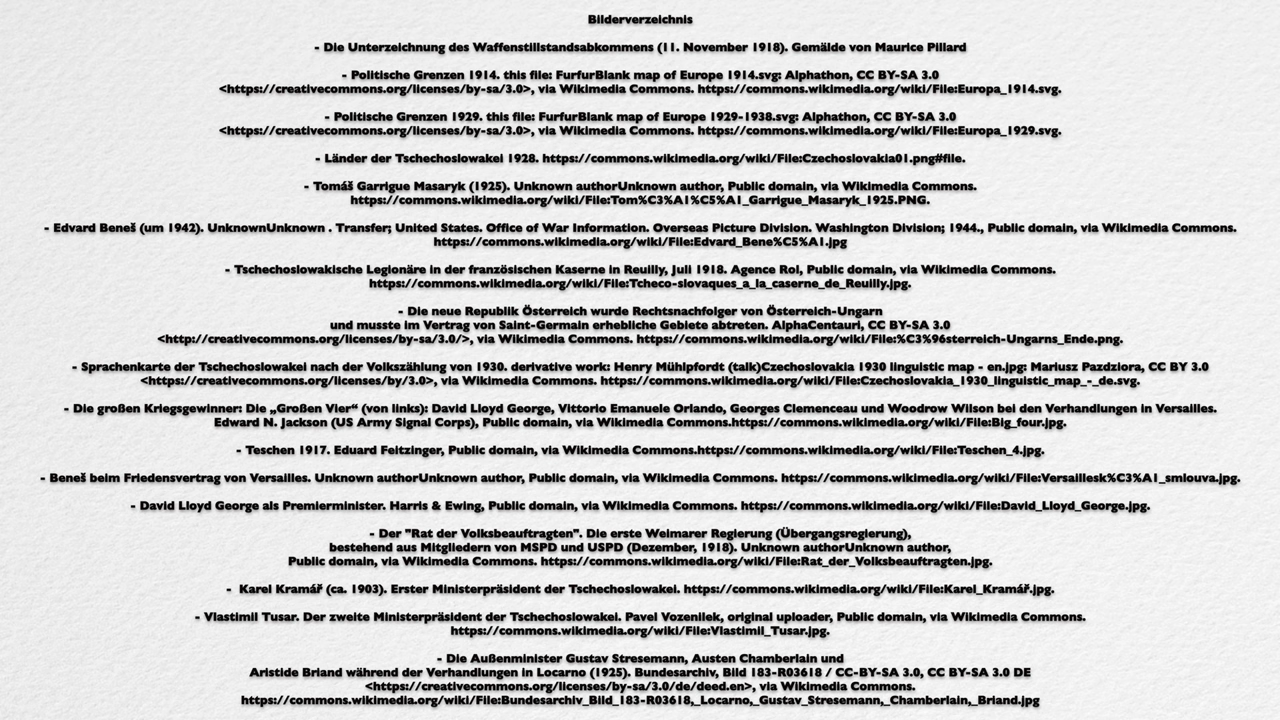 Bilderverzeichnis
- Die Unterzeichnung des Waffenstillstandsabkommens (11. November 1918). Gemälde von Maurice Pillard
- Politische Grenzen 1914. this file: FurfurBlank map of Europe 1914.svg: Alphathon, CC BY-SA 3.0
<https://creativecommons.org/licenses/by-sa/3.0>, via Wikimedia Commons. https://commons.wikimedia.org/wiki/File:Europa_1914.svg.
- Politische Grenzen 1929. this file: FurfurBlank map of Europe 1929-1938.svg: Alphathon, CC BY-SA 3.0
<https://creativecommons.org/licenses/by-sa/3.0>, via Wikimedia Commons. https://commons.wikimedia.org/wiki/File:Europa_1929.svg.
- Länder der Tschechoslowakei 1928. https://commons.wikimedia.org/wiki/File:Czechoslovakia01.png#file.
- Tomáš Garrigue Masaryk (1925). Unknown authorUnknown author, Public domain, via Wikimedia Commons.
https://commons.wikimedia.org/wiki/File:Tom%C3%A1%C5%A1_Garrigue_Masaryk_1925.PNG.
- Edvard Beneš (um 1942). UnknownUnknown . Transfer; United States. Office of War Information. Overseas Picture Division. Washington Division; 1944., Public domain, via Wikimedia Commons.
https://commons.wikimedia.org/wiki/File:Edvard_Bene%C5%A1.jpg
- Tschechoslowakische Legionäre in der französischen Kaserne in Reuilly, Juli 1918. Agence Rol, Public domain, via Wikimedia Commons.
https://commons.wikimedia.org/wiki/File:Tcheco-slovaques_a_la_caserne_de_Reuilly.jpg.
- Die neue Republik Österreich wurde Rechtsnachfolger von Österreich-Ungarn
und musste im Vertrag von Saint-Germain erhebliche Gebiete abtreten. AlphaCentauri, CC BY-SA 3.0
<http://creativecommons.org/licenses/by-sa/3.0/>, via Wikimedia Commons. https://commons.wikimedia.org/wiki/File:%C3%96sterreich-Ungarns_Ende.png.
- Sprachenkarte der Tschechoslowakei nach der Volkszählung von 1930. derivative work: Henry Mühlpfordt (talk)Czechoslovakia 1930 linguistic map - en.jpg: Mariusz Pazdziora, CC BY 3.0
<https://creativecommons.org/licenses/by/3.0>, via Wikimedia Commons. https://commons.wikimedia.org/wiki/File:Czechoslovakia_1930_linguistic_map_-_de.svg.
- Die großen Kriegsgewinner: Die „Großen Vier“ (von links): David Lloyd George, Vittorio Emanuele Orlando, Georges Clemenceau und Woodrow Wilson bei den Verhandlungen in Versailles.
Edward N. Jackson (US Army Signal Corps), Public domain, via Wikimedia Commons.https://commons.wikimedia.org/wiki/File:Big_four.jpg.
- Teschen 1917. Eduard Feitzinger, Public domain, via Wikimedia Commons.https://commons.wikimedia.org/wiki/File:Teschen_4.jpg.
- Beneš beim Friedensvertrag von Versailles. Unknown authorUnknown author, Public domain, via Wikimedia Commons. https://commons.wikimedia.org/wiki/File:Versaillesk%C3%A1_smlouva.jpg.
- David Lloyd George als Premierminister. Harris & Ewing, Public domain, via Wikimedia Commons. https://commons.wikimedia.org/wiki/File:David_Lloyd_George.jpg.
- Der "Rat der Volksbeauftragten". Die erste Weimarer Regierung (Übergangsregierung),
bestehend aus Mitgliedern von MSPD und USPD (Dezember, 1918). Unknown authorUnknown author,
Public domain, via Wikimedia Commons. https://commons.wikimedia.org/wiki/File:Rat_der_Volksbeauftragten.jpg.
- Karel Kramář (ca. 1903). Erster Ministerpräsident der Tschechoslowakei. https://commons.wikimedia.org/wiki/File:Karel_Kramář.jpg.
- Vlastimil Tusar. Der zweite Ministerpräsident der Tschechoslowakei. Pavel Vozenilek, original uploader, Public domain, via Wikimedia Commons.
https://commons.wikimedia.org/wiki/File:Vlastimil_Tusar.jpg.
- Die Außenminister Gustav Stresemann, Austen Chamberlain und
Aristide Briand während der Verhandlungen in Locarno (1925). Bundesarchiv, Bild 183-R03618 / CC-BY-SA 3.0, CC BY-SA 3.0 DE
<https://creativecommons.org/licenses/by-sa/3.0/de/deed.en>, via Wikimedia Commons.
https://commons.wikimedia.org/wiki/File:Bundesarchiv_Bild_183-R03618,_Locarno,_Gustav_Stresemann,_Chamberlain,_Briand.jpg